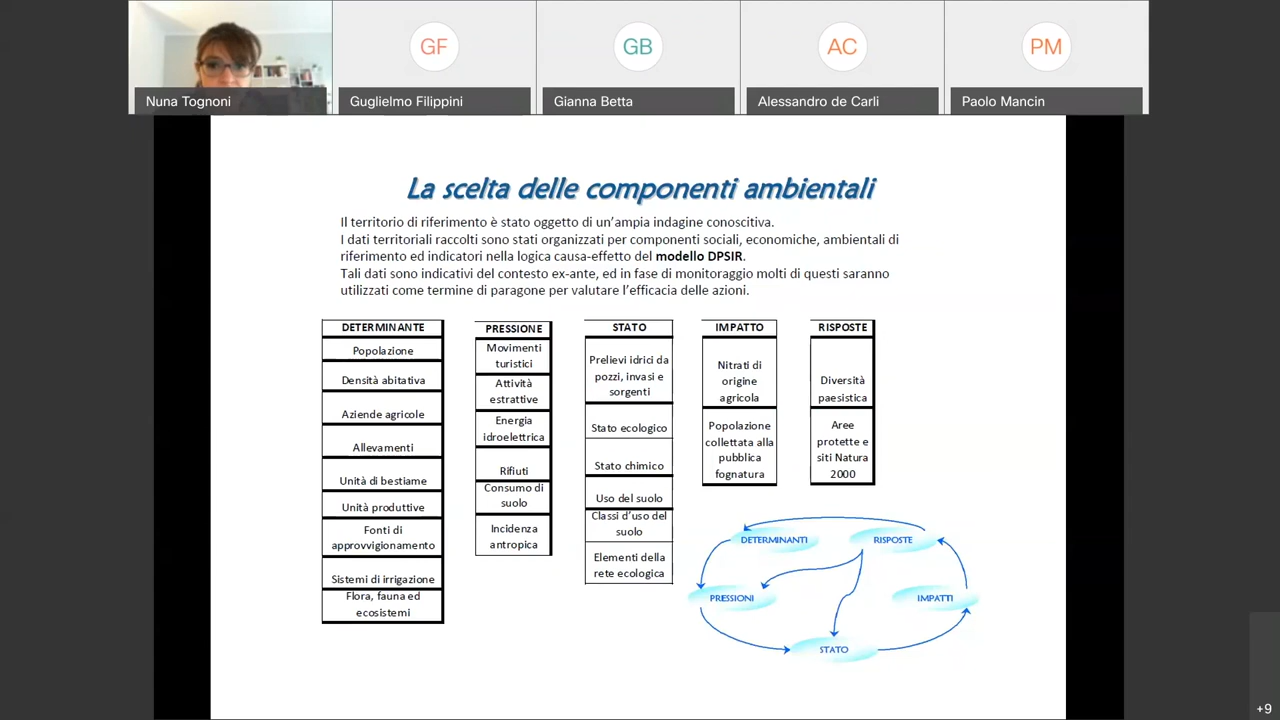 GF
GB
AC
PM
Nuna Tognoni
Guglielmo Filippini
Gianna Betta
Alessandro de Carli
Paolo Mancin
La scelta delle componenti ambientali
Il territorio di riferimento è stato oggetto di un'ampia indagine conoscitiva.
I dati territoriali raccolti sono stati organizzati per componenti sociali, economiche, ambientali di
riferimento ed indicatori nella logica causa-effetto del modello DPSIR.
Tali dati sono indicativi del contesto ex-ante, ed in fase di monitoraggio molti di questi saranno
utilizzati come termine di paragone per valutare l'efficacia delle azioni.
DETERMINANTE
Popolazione
Densità abitativa
Aziende agricole
Allevamenti
Unità di bestiame
Unità produttive
Fonti di
approvvigionamento
Sistemi di irrigazione
Flora, fauna ed
ecosistemi
PRESSIONE
Movimenti
turistici
Attività
estrattive
Energia
idroelettrica
Rifiuti
Consumo di
suolo
Incidenza
antropica
STATO
Prelievi idrici da
pozzi, invasi e
sorgenti
Stato ecologico
Stato chimico
Uso del suolo
Classi d'uso del
suolo
Elementi della
rete ecologica
IMPATTO
Nitrati di
origine
agricola
Popolazione
collettata alla
pubblica
fognatura
RISPOSTE
Diversità
paesistica
Aree
protette e
siti Natura
2000
DETERMINANTI
RISPOSTE
PRESSIONI
IMPATTI
STATO
+9